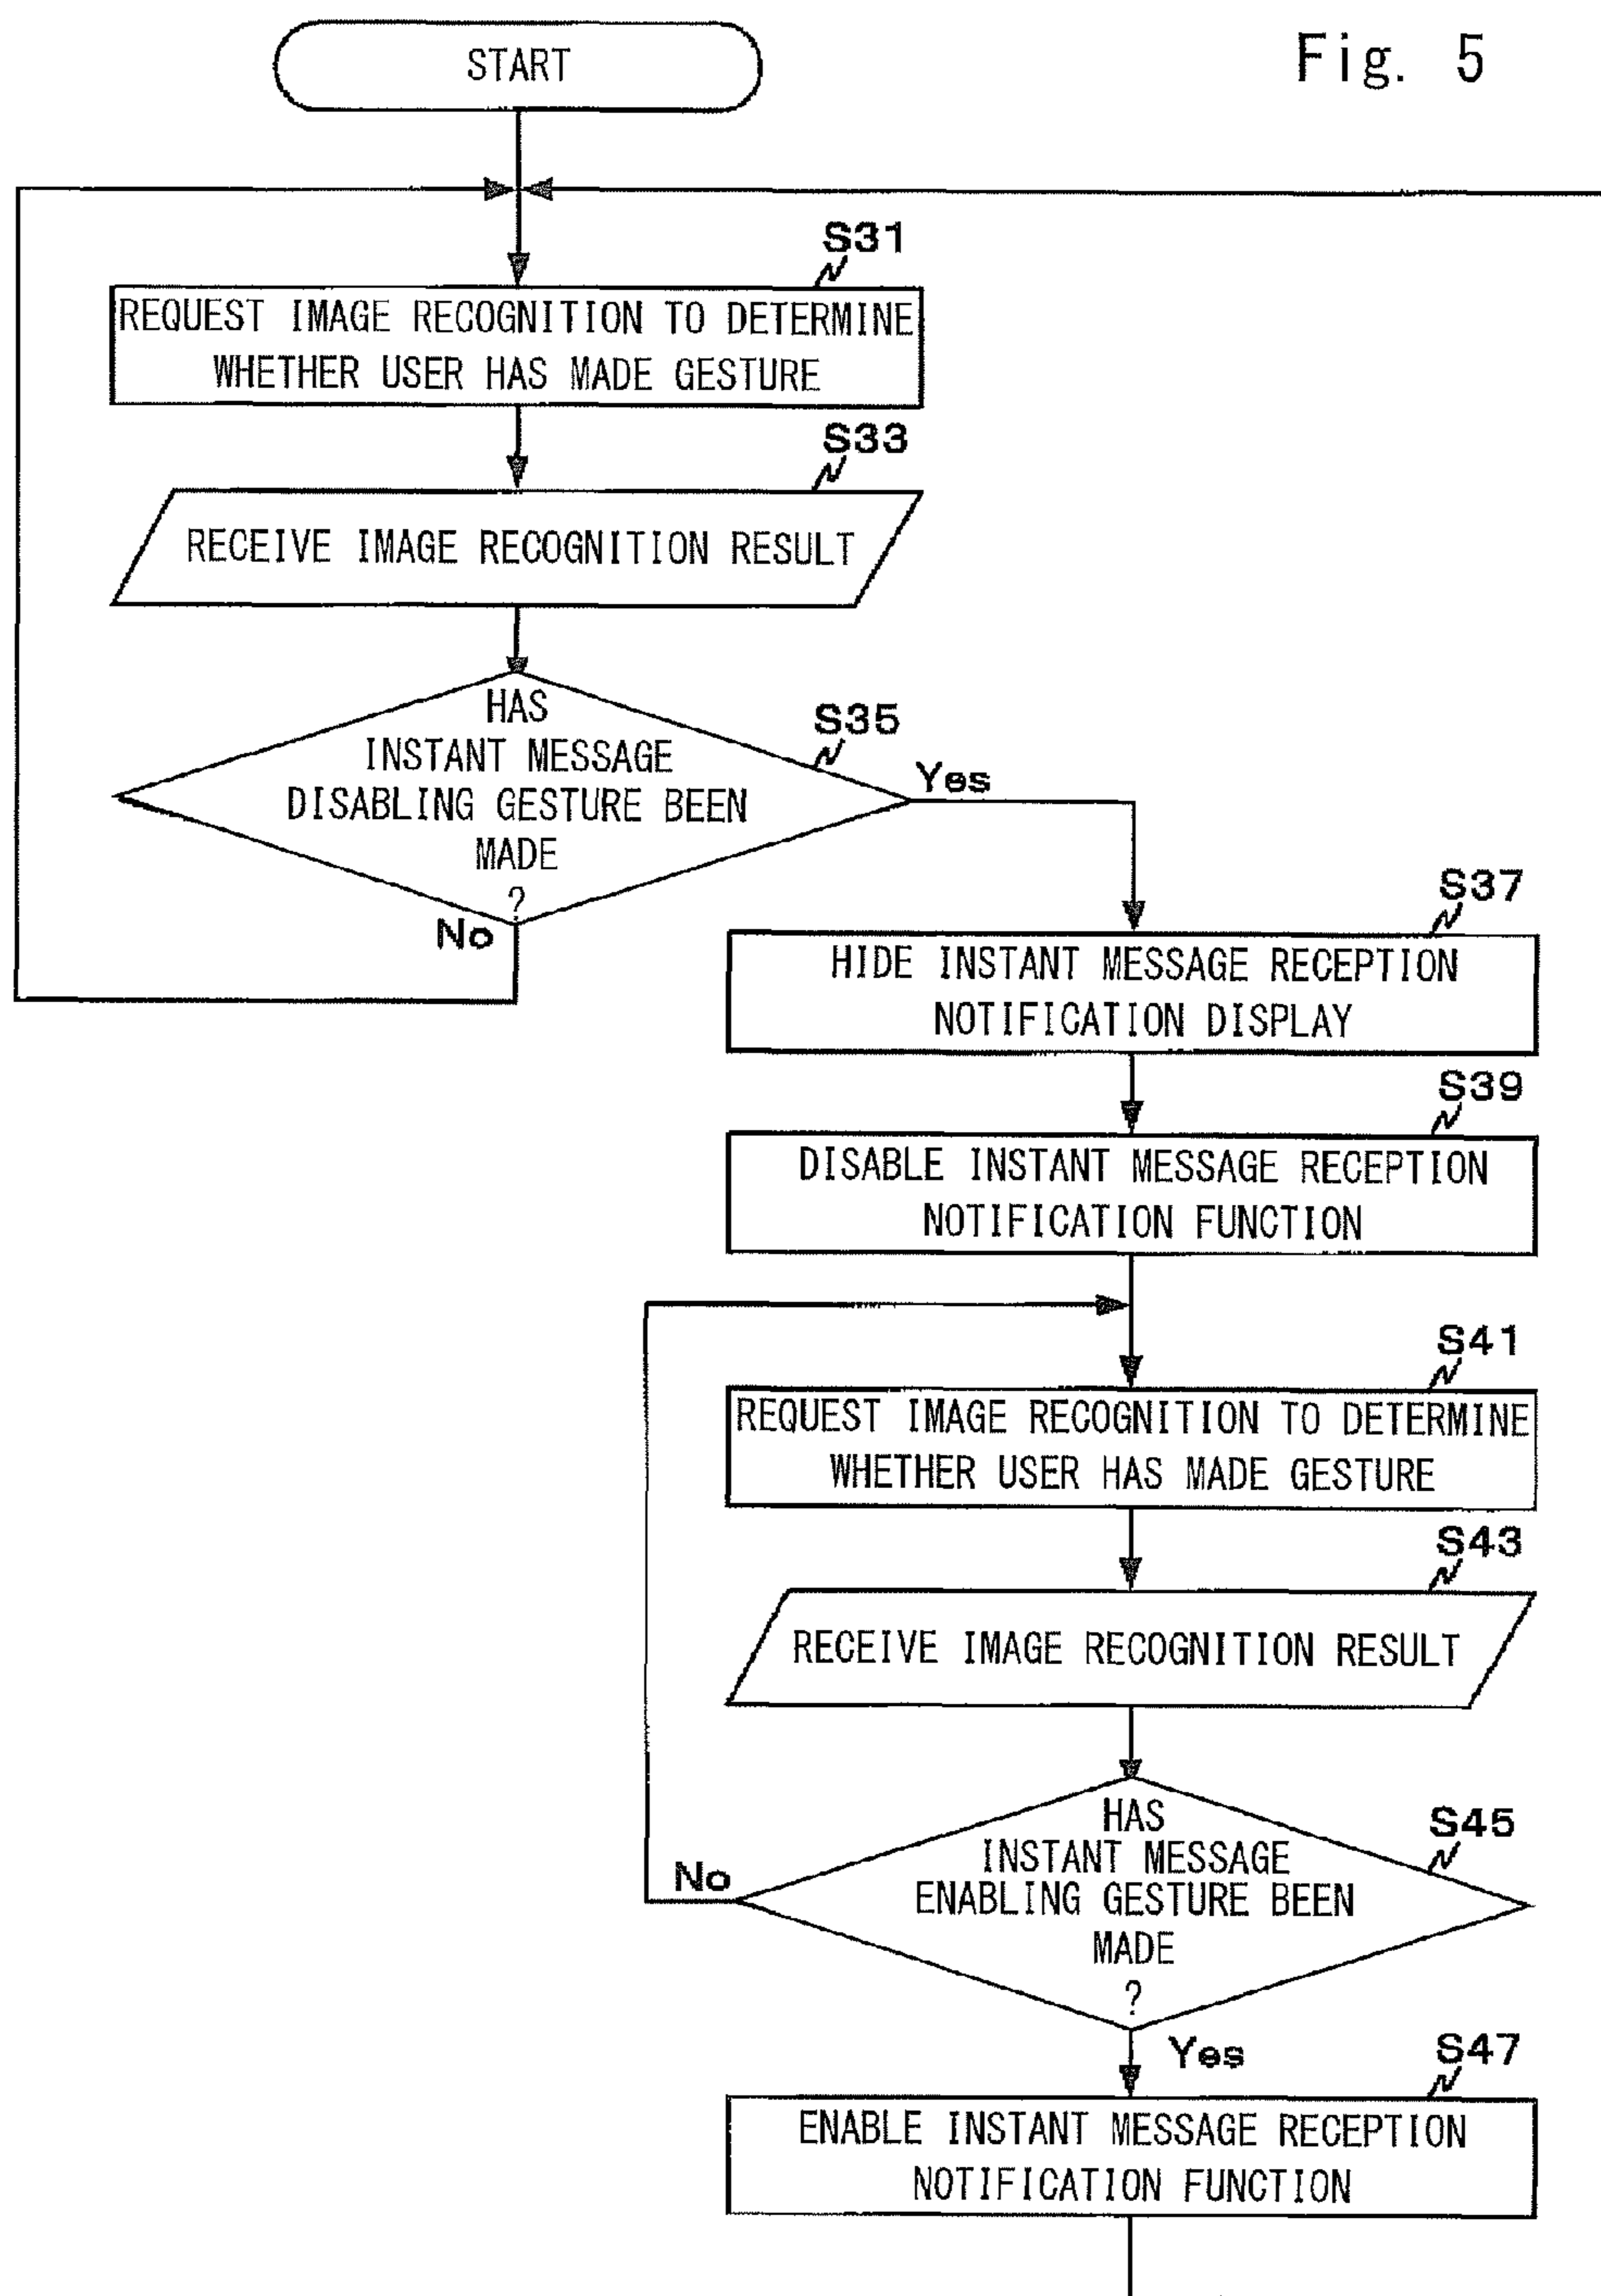 Fig. 5
START
S31
REQUEST IMAGE RECOGNITION TO DETERMINE
WHETHER USER HAS MADE GESTURE
S33
RECEIVE IMAGE RECOGNITION RESULT
S35
HAS
INSTANT MESSAGE
DISABLING GESTURE BEEN
MADE
?
Yes
No
S37
HIDE INSTANT MESSAGE RECEPTION
NOTIFICATION DISPLAY
S39
DISABLE INSTANT MESSAGE RECEPTION
NOTIFICATION FUNCTION
S41
REQUEST IMAGE RECOGNITION TO DETERMINE
WHETHER USER HAS MADE GESTURE
S43
RECEIVE IMAGE RECOGNITION RESULT
S45
HAS
INSTANT MESSAGE
ENABLING GESTURE BEEN
MADE
?
No
Yes
S47
ENABLE INSTANT MESSAGE RECEPTION
NOTIFICATION FUNCTION